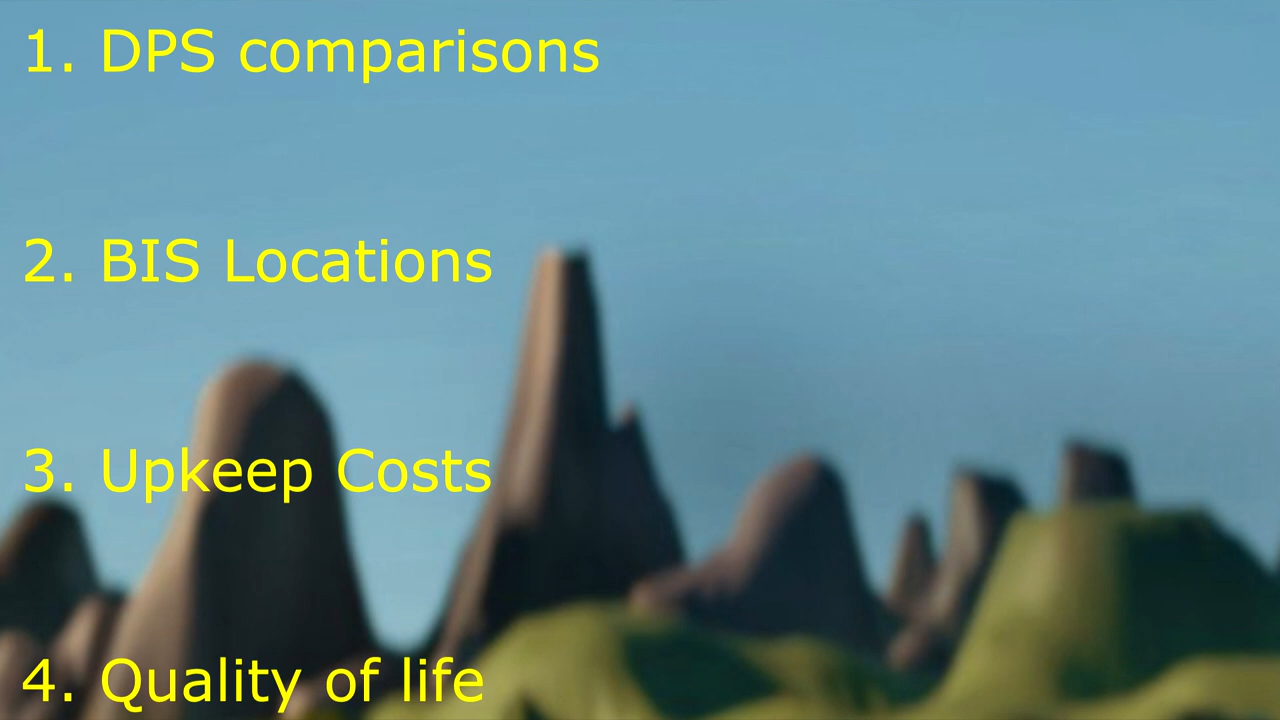 1. DPS comparisons
2. BIS Locations
3. Upkeep Costs
4. Quality of life